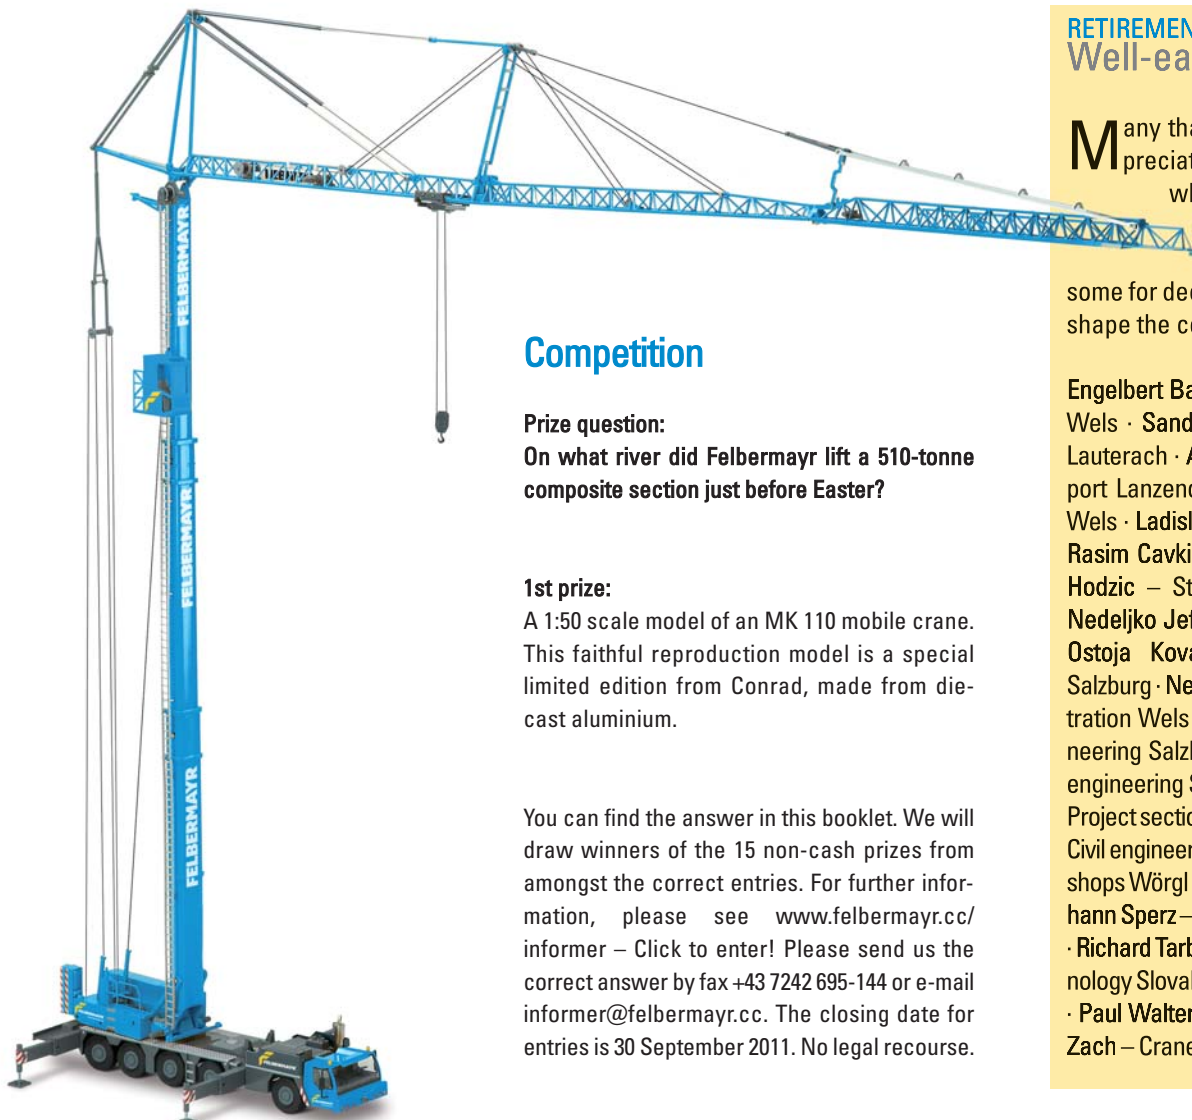 FELBERMAYR
FELBERMAYR
FELBERMAYR
FELBERMAYR
Competition
Prize question:
On what river did Felbermayr lift a 510-tonne
composite section just before Easter?
1st prize:
A 1:50 scale model of an MK 110 mobile crane.
This faithful reproduction model is a special
limited edition from Conrad, made from die-
cast aluminium.
You can find the answer in this booklet. We will
draw winners of the 15 non-cash prizes from
amongst the correct entries. For further infor-
mation, please see www.felbermayr.cc/
informer – Click to enter! Please send us the
correct answer by fax +43 7242 695-144 or e-mail
informer@felbermayr.cc. The closing date for
entries is 30 September 2011. No legal recourse.
RETIREMEN
Well-ea
Many tha
preciat
wh
some for dec
shape the co
Engelbert Ba
Wels · Sand
Lauterach · A
port Lanzend
Wels · Ladisl
Rasim Cavki
Hodzic – St
Nedeljko Jef
Ostoja Kova
Salzburg · Ne
tration Wels
neering Salzb
engineering S
Project sectio
Civil engineer
shops Wörgl
hann Sperz –
· Richard Tarb
nology Slovak
· Paul Walter
Zach – Crane